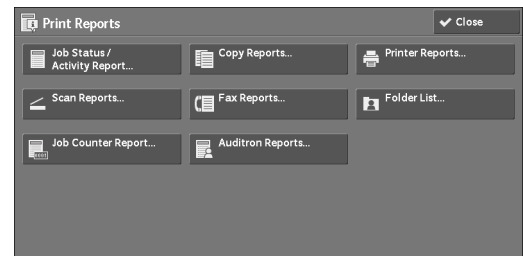 Print Reports
Close
Job Status /
Activity Report...
Copy Reports...
Printer Reports...
Scan Reports...
Fax Reports...
Folder List...
Job Counter Report...
Auditron Reports...